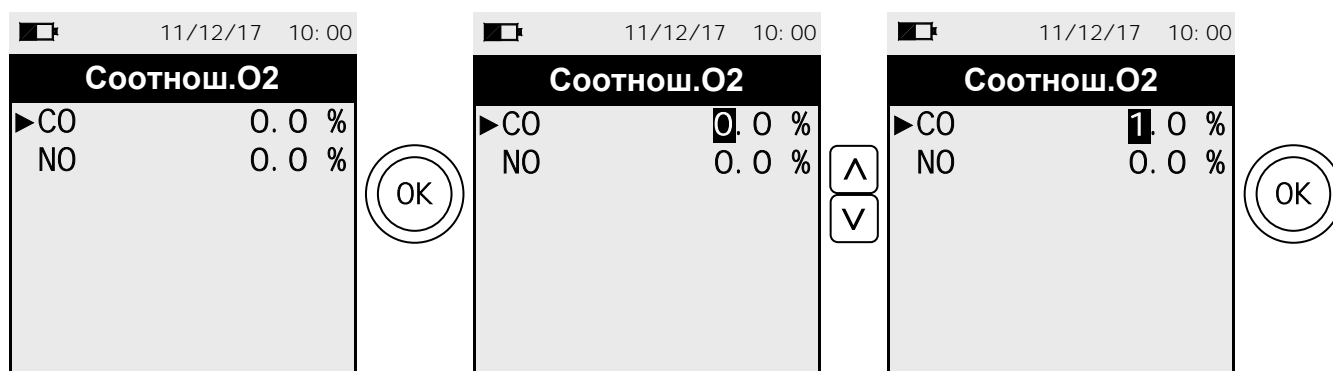 11/12/17 10:00
Соотнош.O2
►CO 0.0 %
NO 0.0 %
OK
11/12/17 10:00
Соотнош.O2
►CO 0.0 %
NO 0.0 %
11/12/17 10:00
Соотнош.O2
►CO 1.0 %
NO 0.0 %
OK